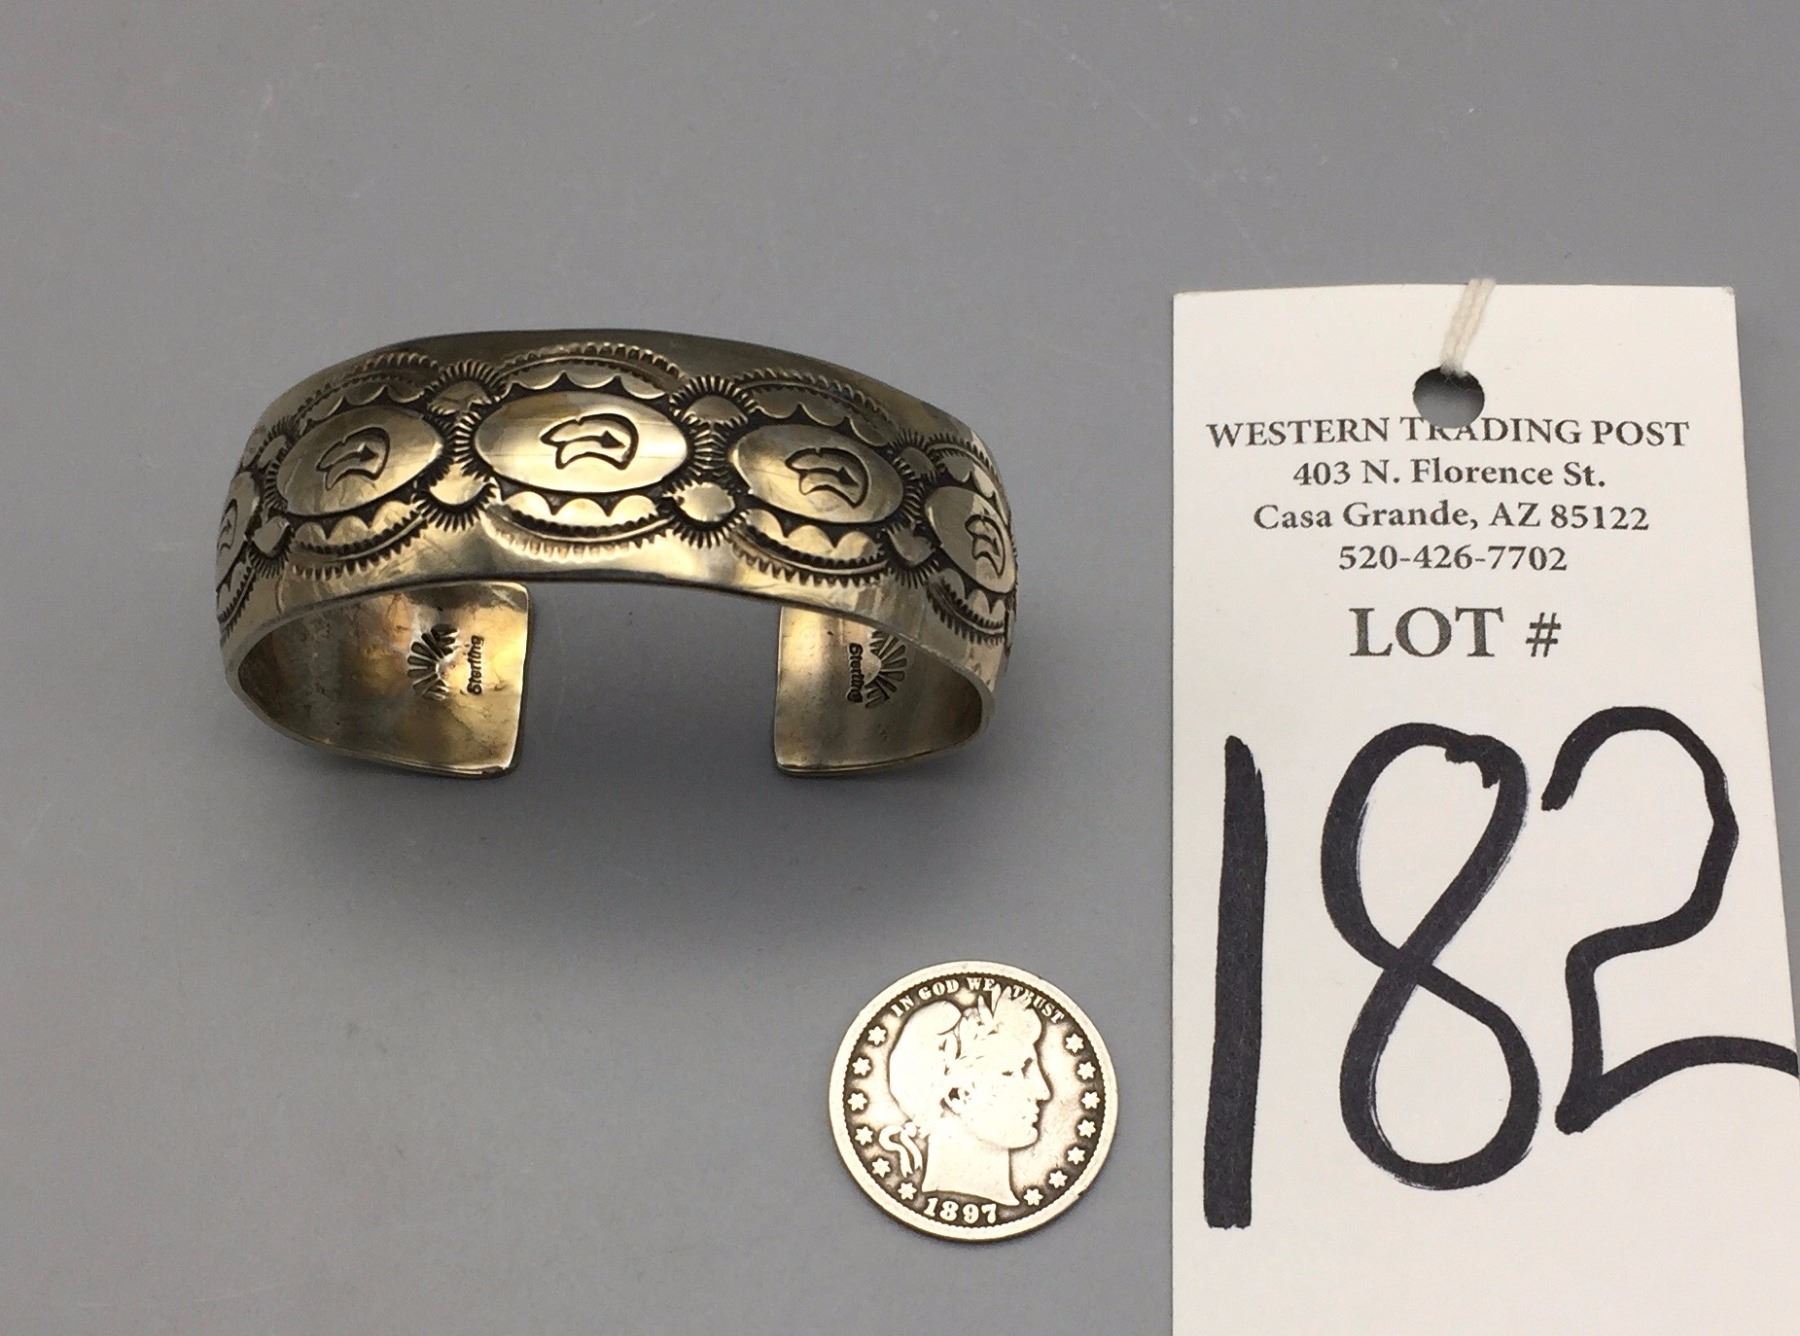 Sterling
Sterling
IN GOD WE TRUST
1897
WESTERN TRADING POST
403 N. Florence St.
Casa Grande, AZ 85122
520-426-7702
LOT #
182